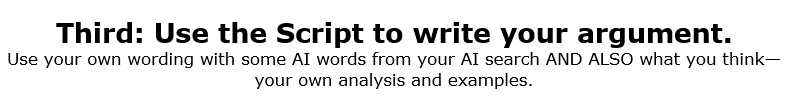 Third: Use the Script to write your argument.
Use your own wording with some AI words from your AI search AND ALSO what you think—
your own analysis and examples.